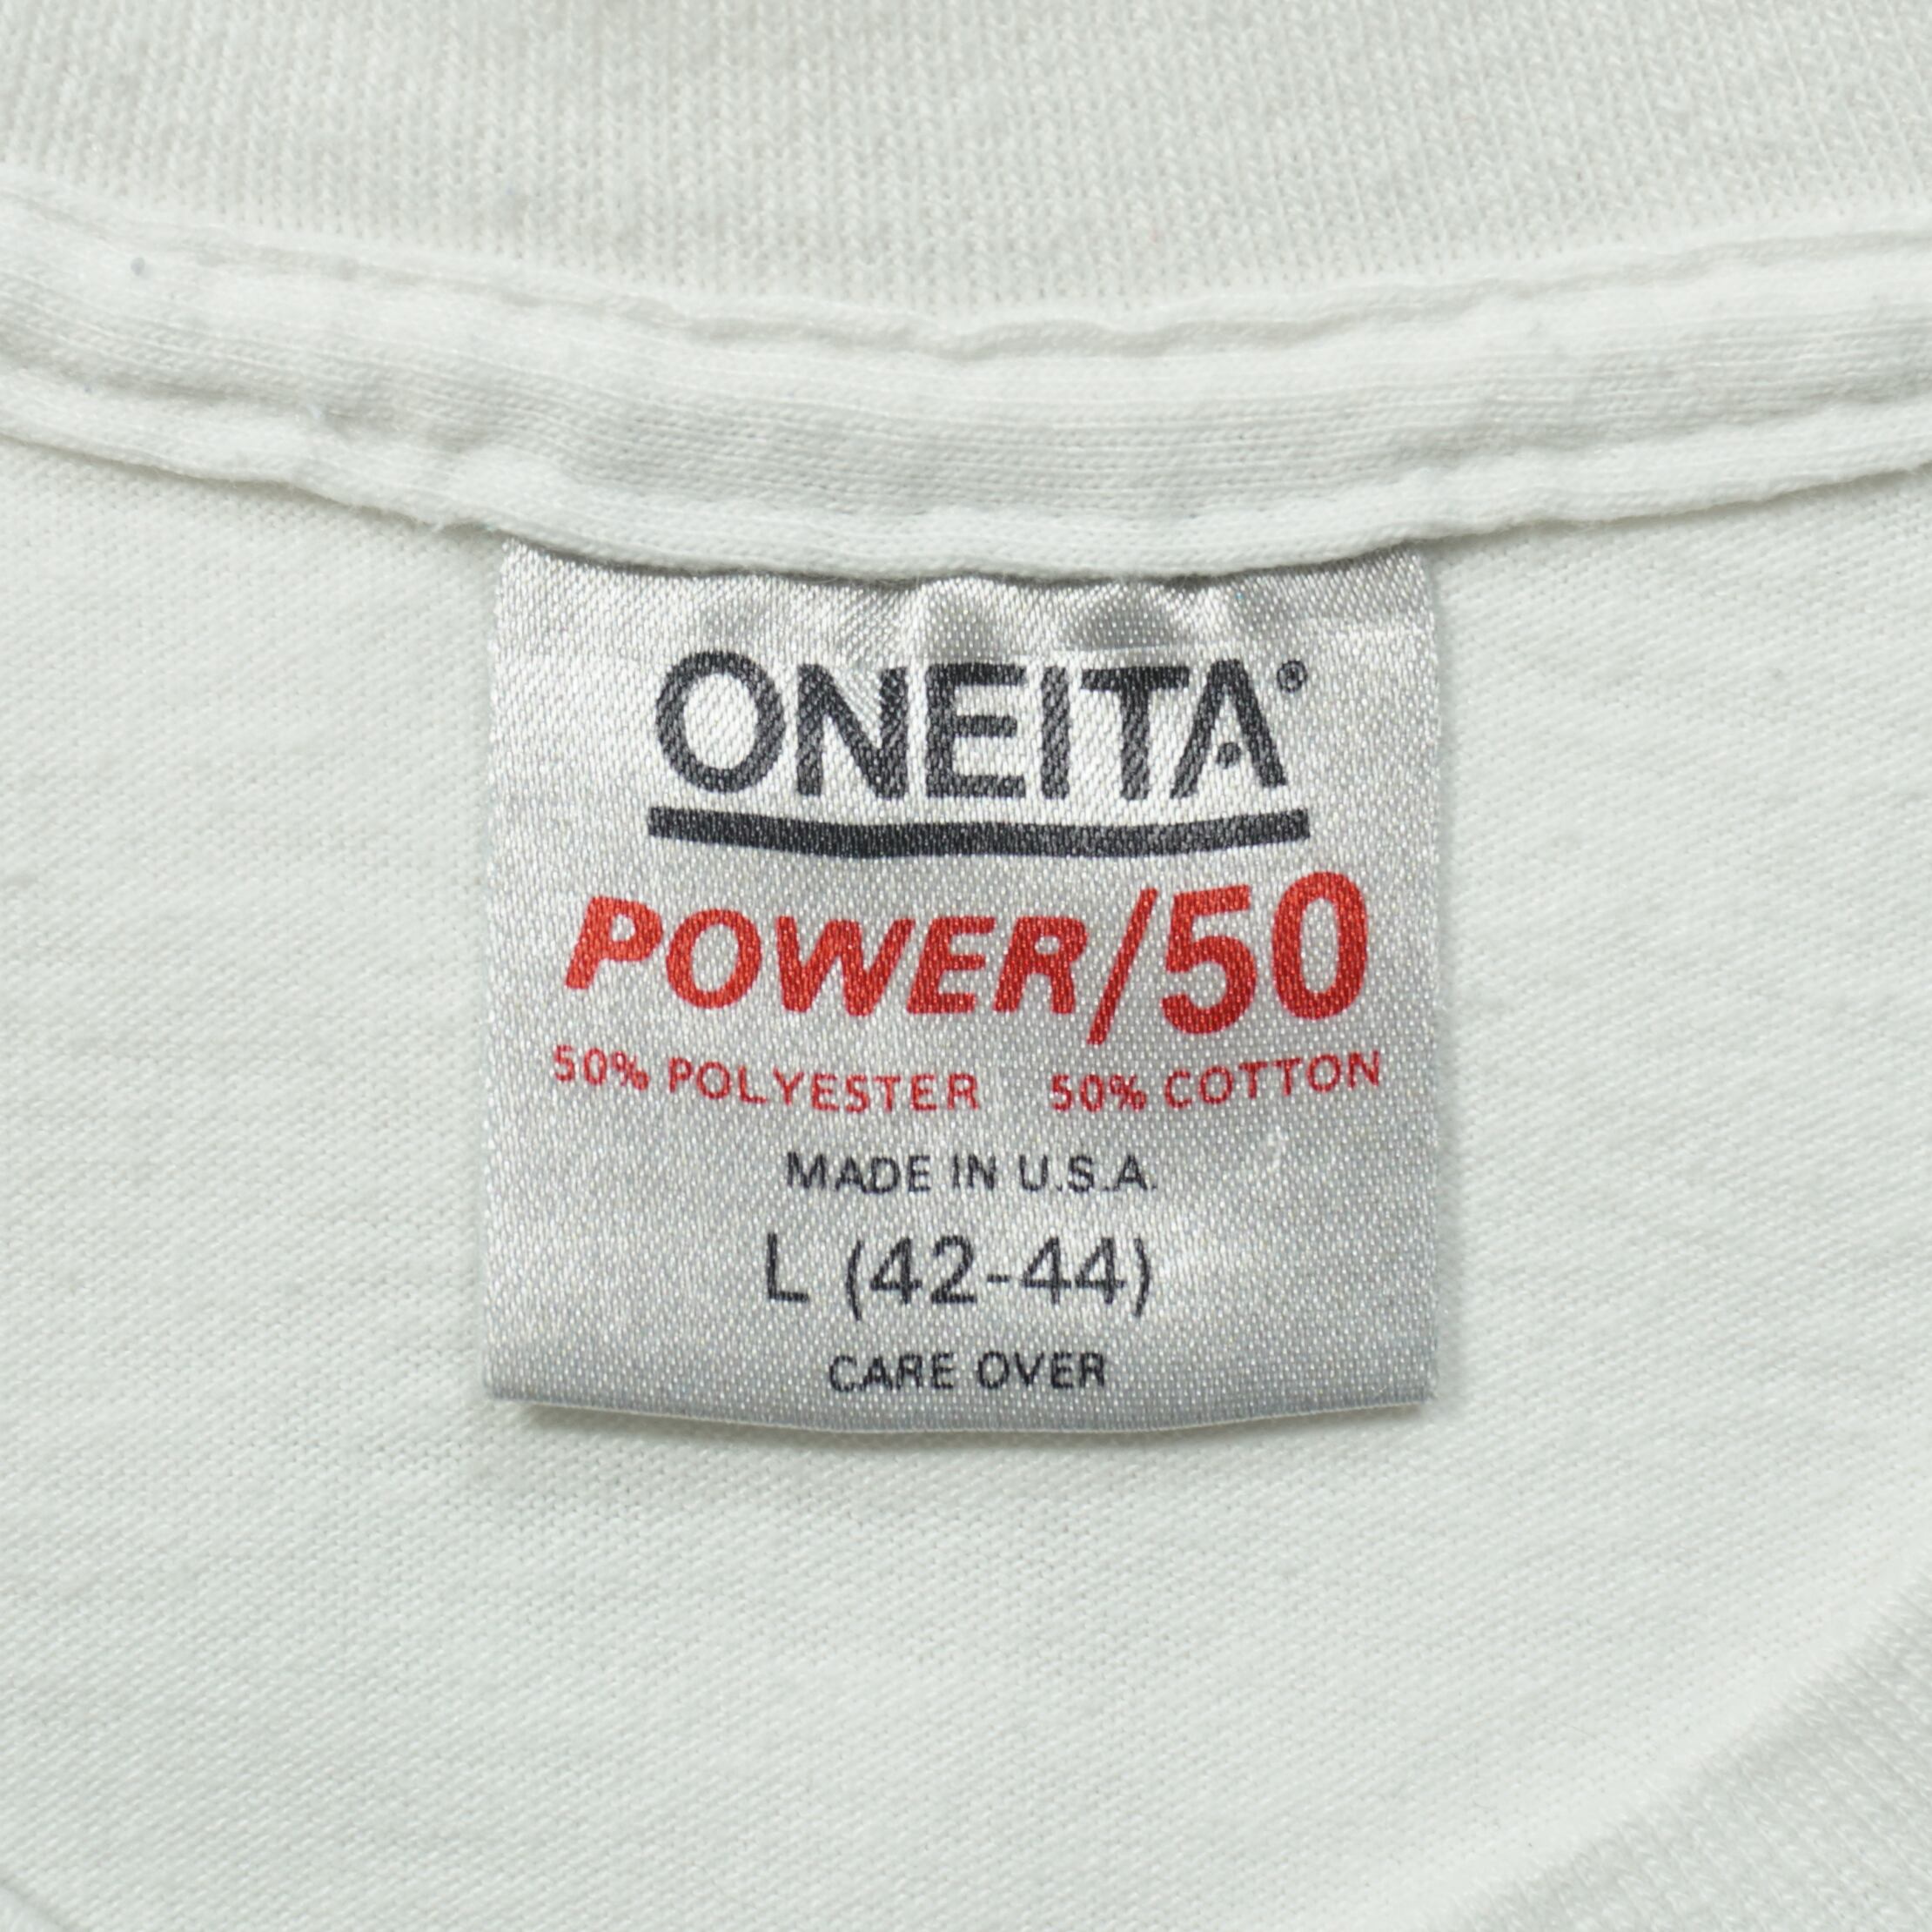 ONEITA®
POWER/50
50% POLYESTER 50% COTTON
MADE IN U.S.A.
L (42-44)
CARE OVER